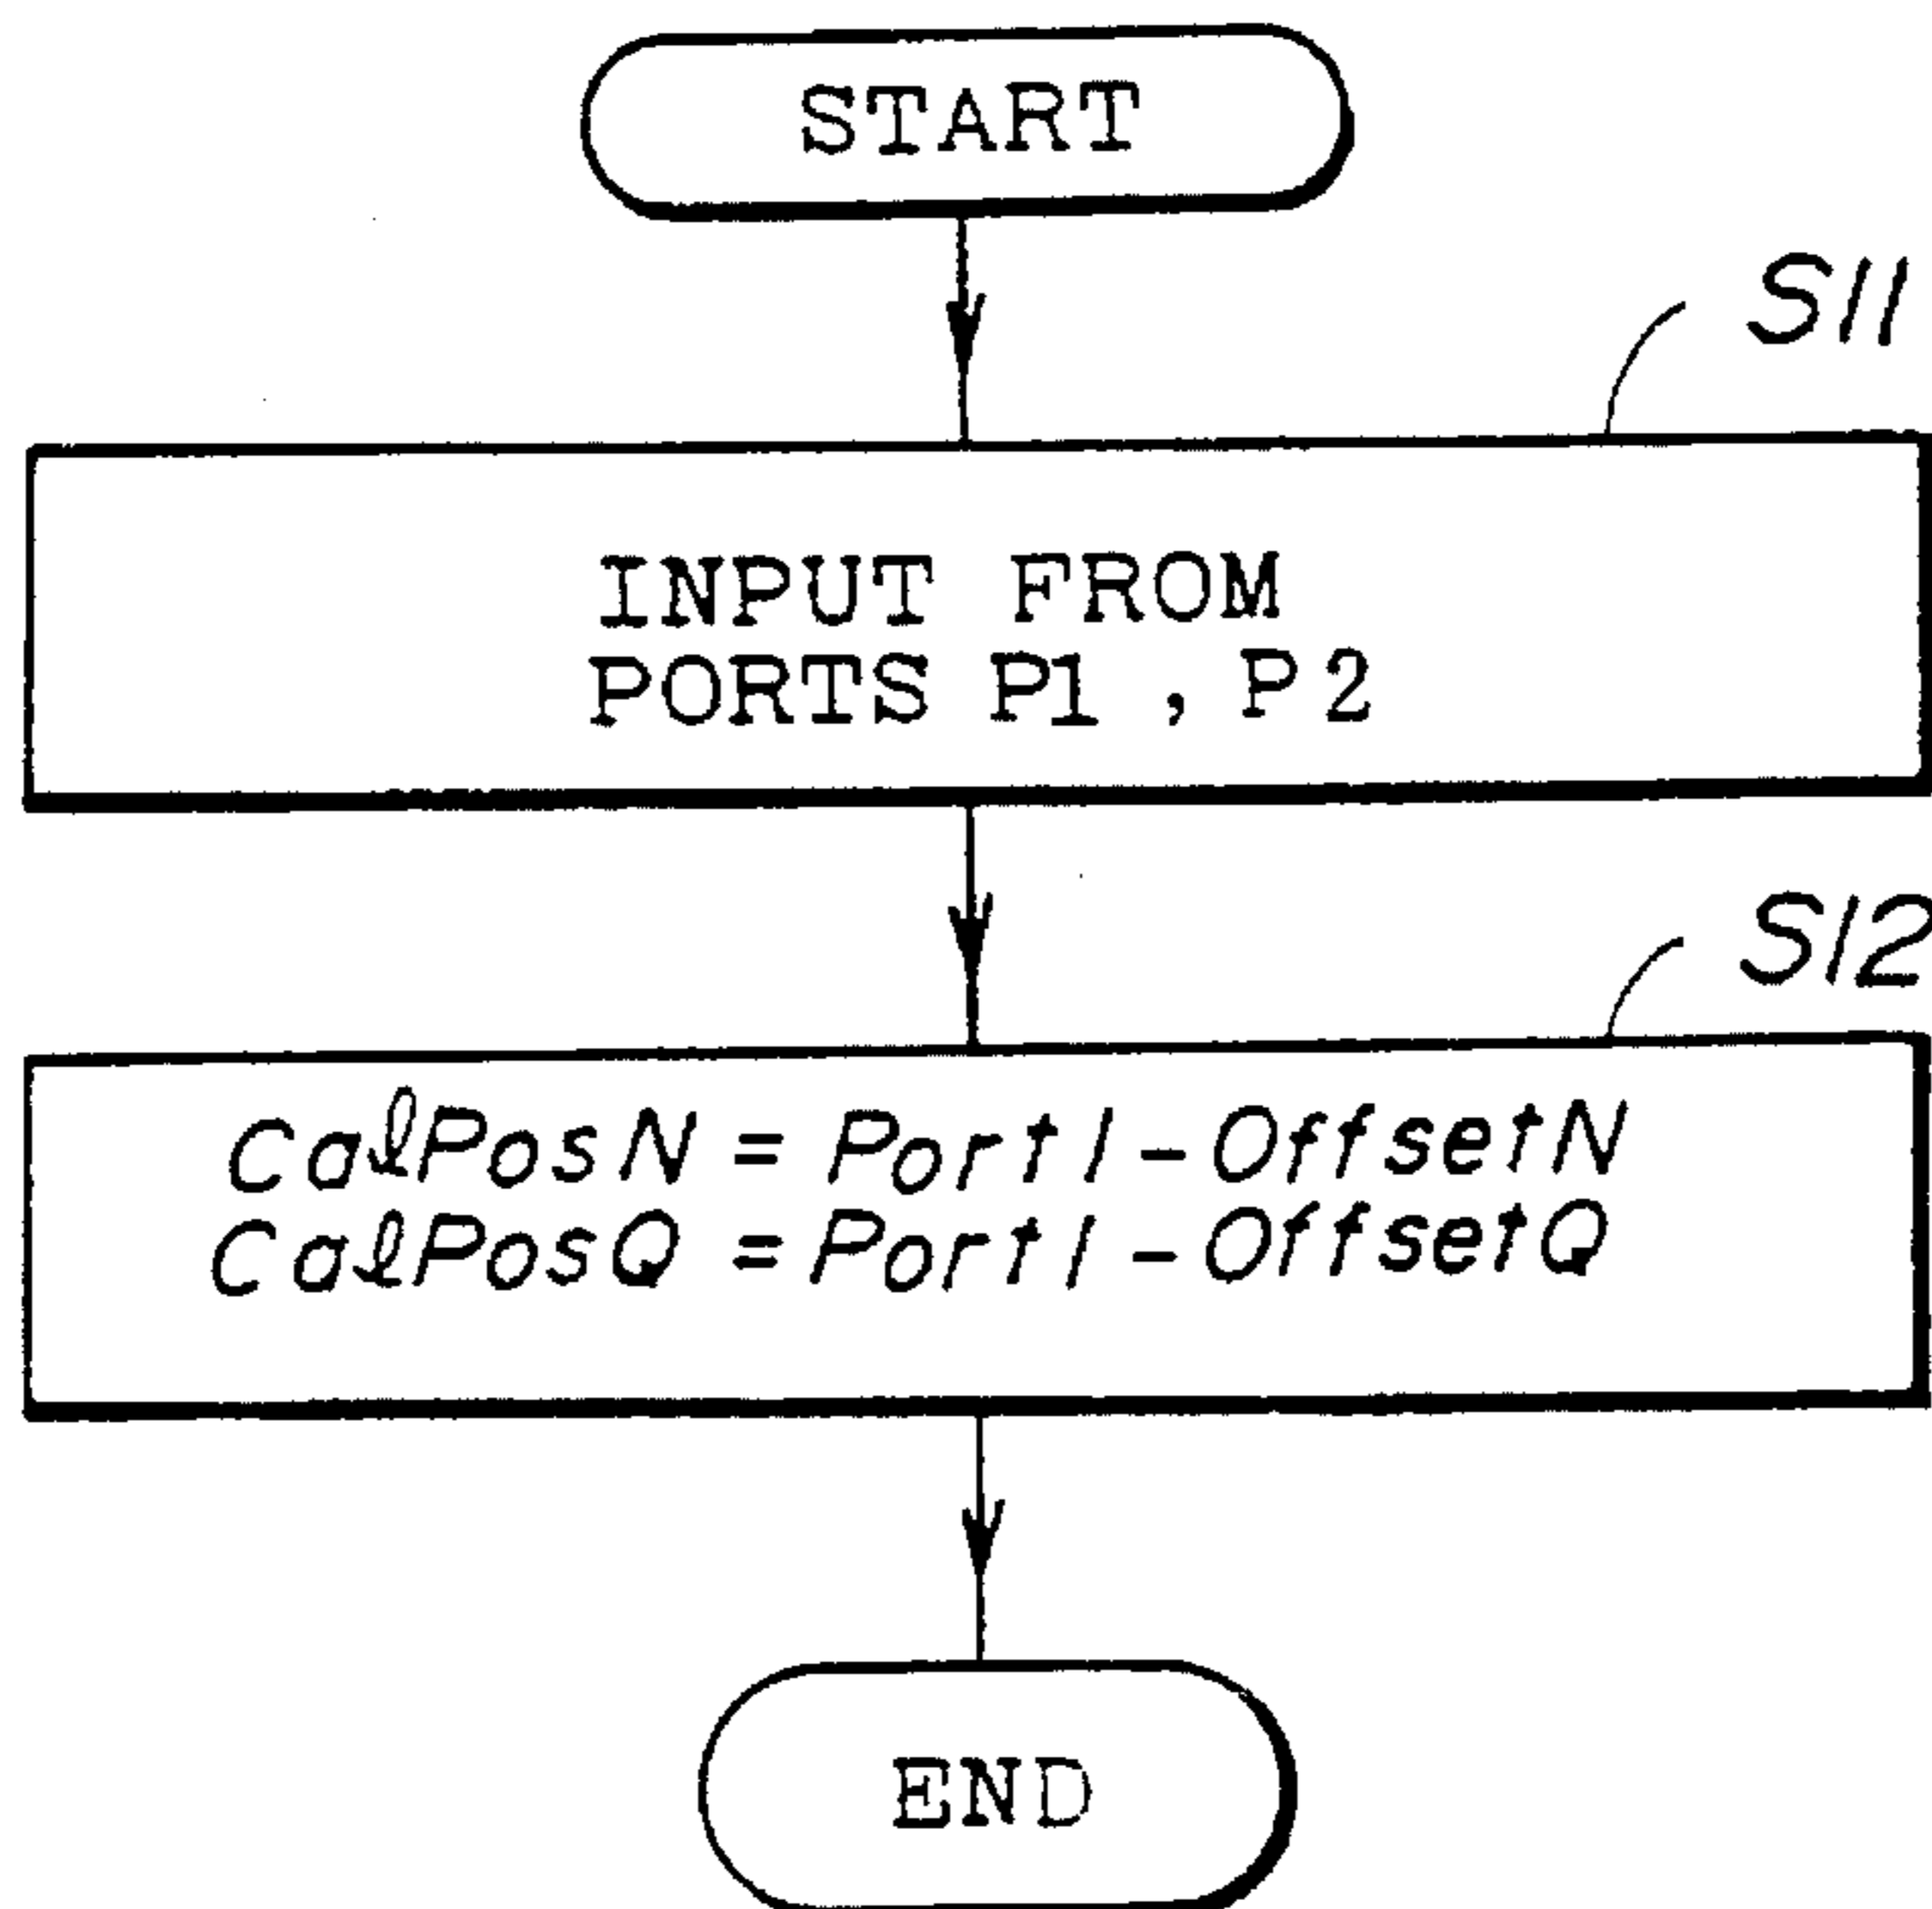 START
S11
INPUT FROM
PORTS P1, P2
S12
CalPosN = Port1-OffsetN
CalPosQ = Port1-OffsetQ
END